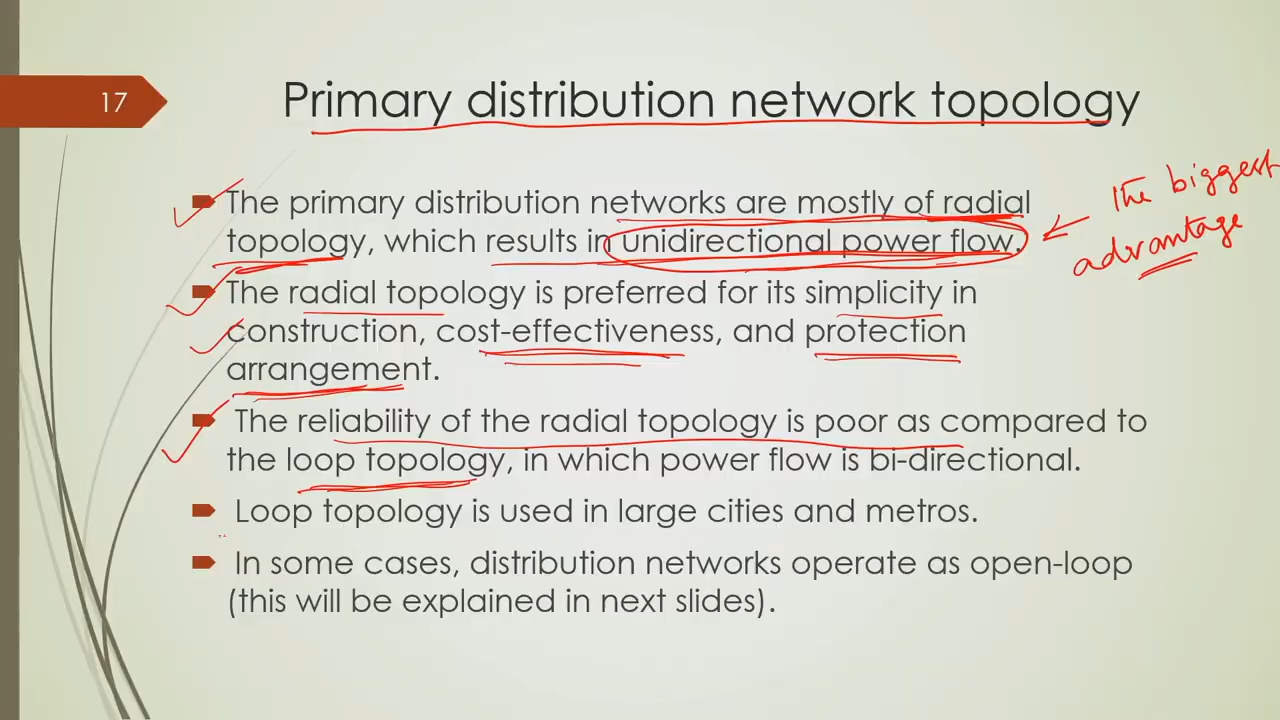 17
Primary distribution network topology
The primary distribution networks are mostly of radial
topology, which results in unidirectional power flow.
The biggest
advantage
The radial topology is preferred for its simplicity in
construction, cost-effectiveness, and protection
arrangement.
The reliability of the radial topology is poor as compared to
the loop topology, in which power flow is bi-directional.
Loop topology is used in large cities and metros.
In some cases, distribution networks operate as open-loop
(this will be explained in next slides).